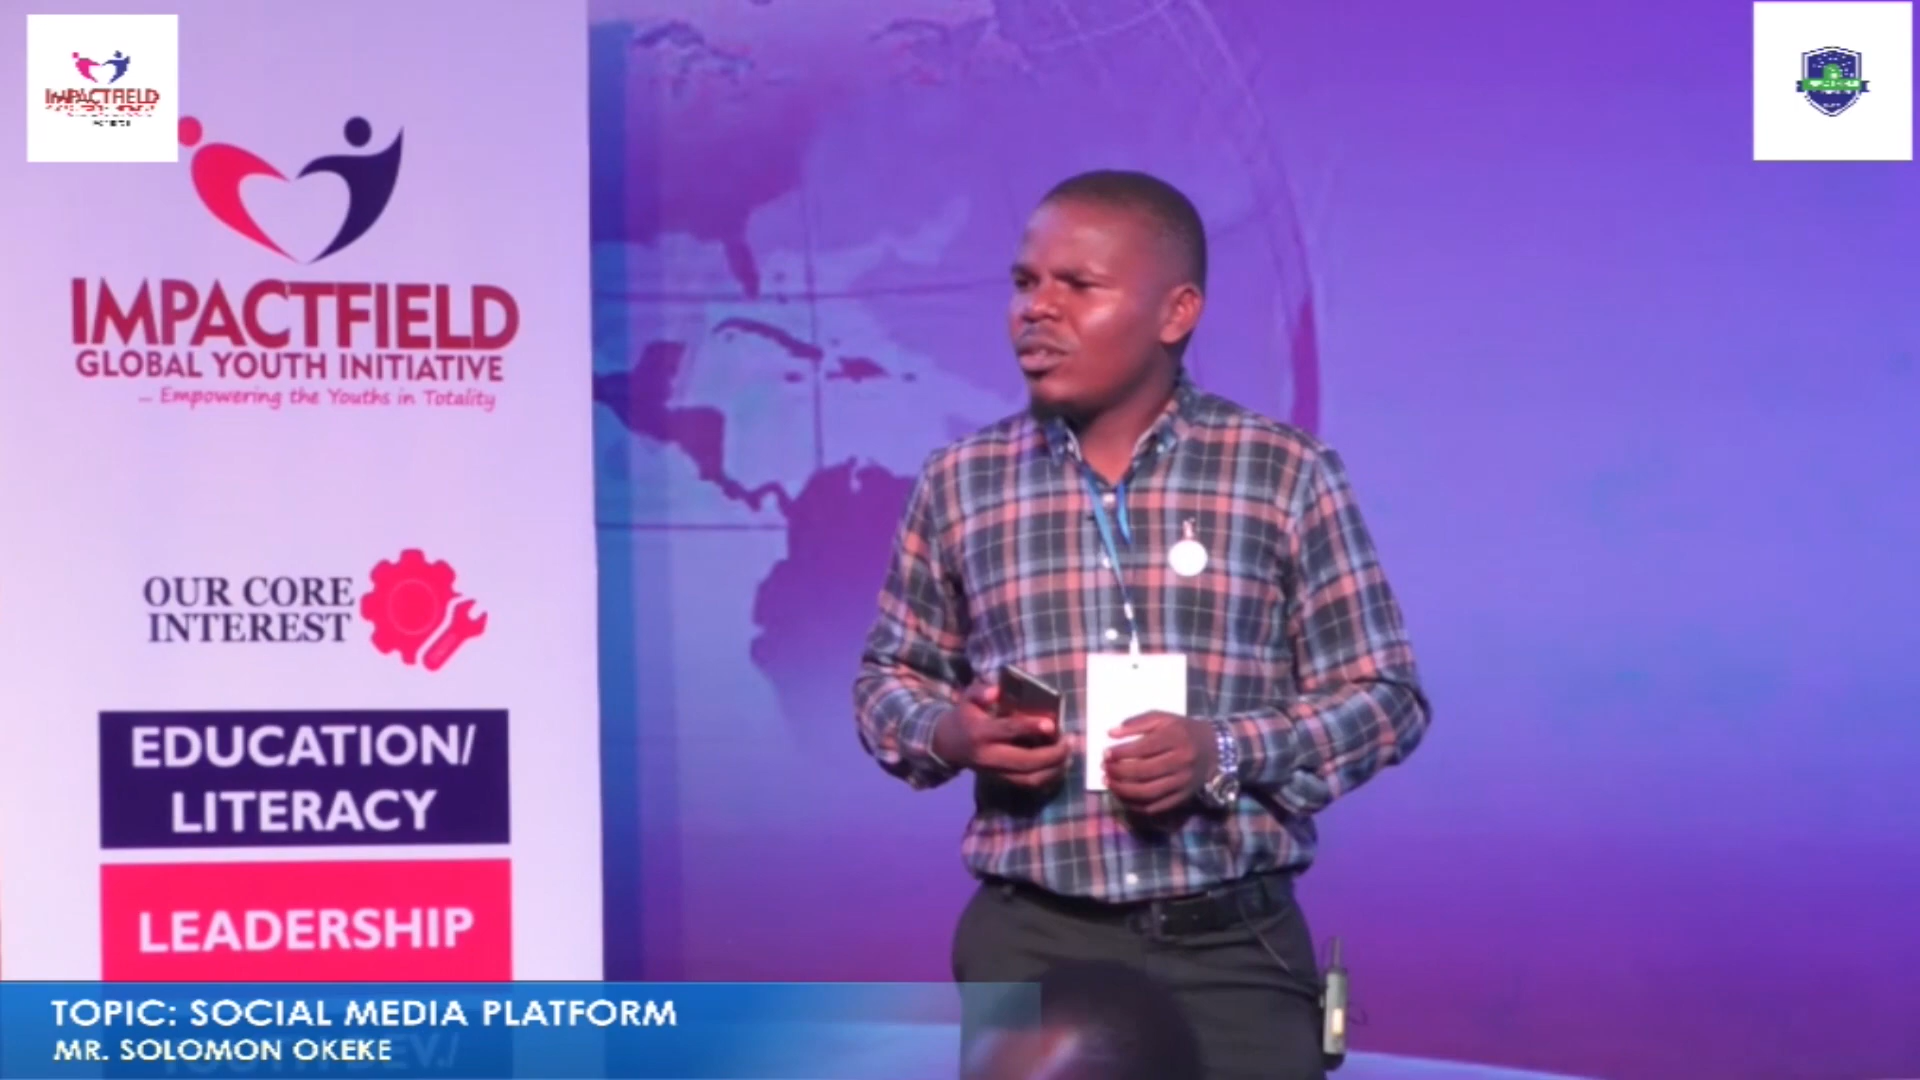 IMPACTFIELD
IMPACTFIELD
GLOBAL YOUTH INITIATIVE
... Empowering the Youths in Totality
OUR CORE
INTEREST
EDUCATION/
LITERACY
LEADERSHIP
TOPIC: SOCIAL MEDIA PLATFORM
MR. SOLOMON OKEKE